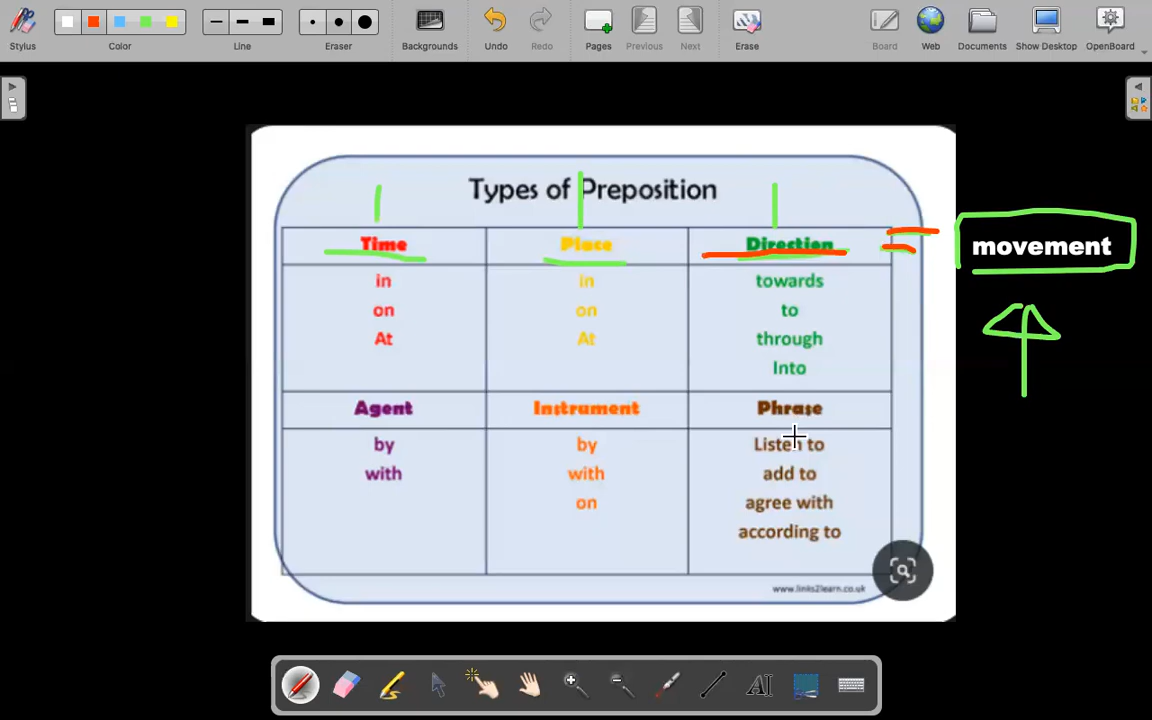 Stylus Color Line Eraser Backgrounds Undo Redo Pages Previous Next Erase Board Web Documents Show Desktop OpenBoard
Types of Preposition
Time Place Direction
movement
in in towards
on on to
At At through
Into
Agent Instrument Phrase
by by Listen to
with with add to
on agree with
according to
www.links2learn.co.uk
AI